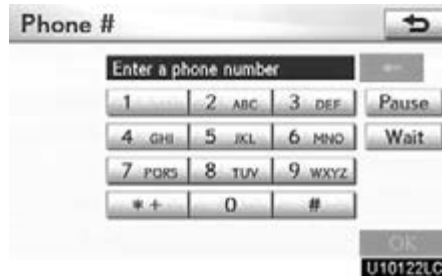 Phone #
Enter a phone number
1 2 ABC 3 DEF Pause
4 GHI 5 JKL 6 MNO Wait
7 PQRS 8 TUV 9 WXYZ
* + 0 #
OK
U10122LC